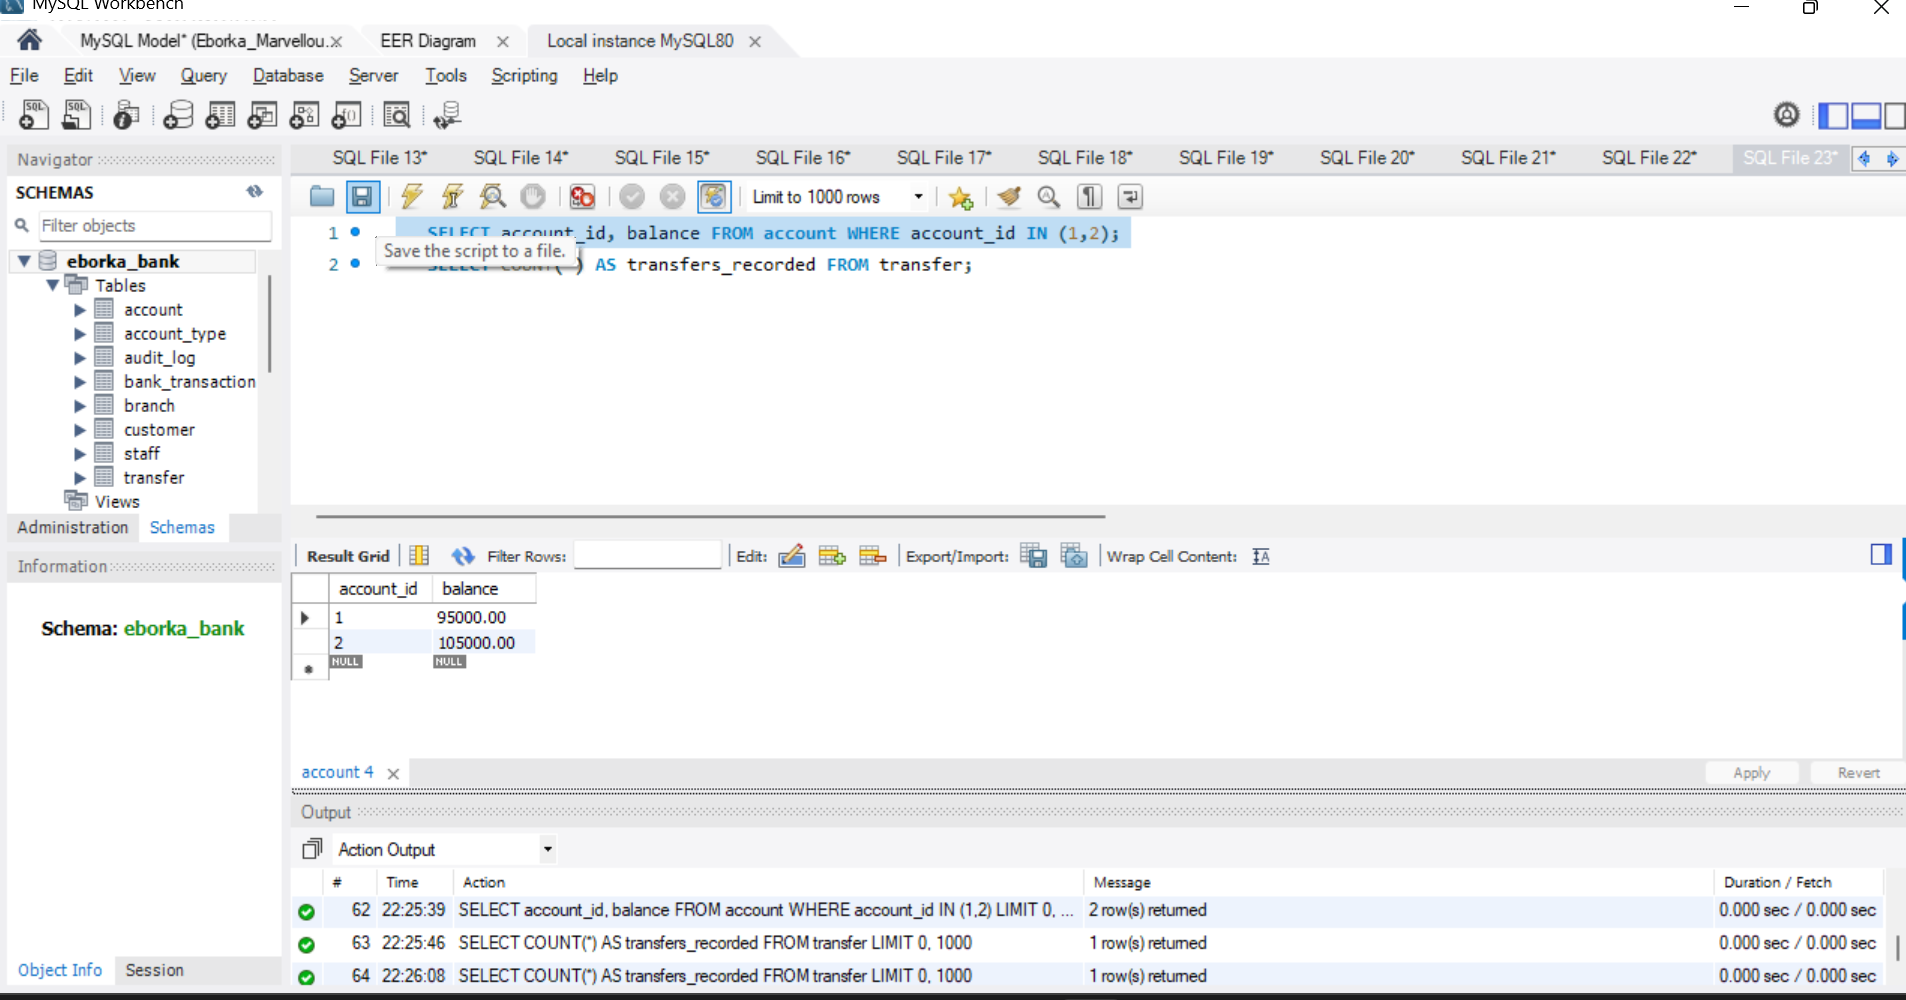 MySQL Workbench
MySQL Model* (Eborka_Marvellou.x EER Diagram Local instance MySQL80
File Edit View Query Database Server Tools Scripting Help
Navigator
SCHEMAS
Filter objects
eborka_bank
Tables
account
account_type
audit_log
bank_transaction
branch
customer
staff
transfer
Views
Administration Schemas
Information
Schema: eborka_bank
Object Info Session
SQL File 13* SQL File 14* SQL File 15* SQL File 16* SQL File 17* SQL File 18* SQL File 19* SQL File 20* SQL File 21* SQL File 22* SQL File 23*
Limit to 1000 rows
1 SELECT account_id, balance FROM account WHERE account_id IN (1,2);
Save the script to a file.
2 SELECT COUNT( ) AS transfers_recorded FROM transfer;
Result Grid Filter Rows: Edit: Export/Import: Wrap Cell Content:
account_id balance
1 95000.00
2 105000.00
NULL NULL
account 4
Apply Revert
Output
Action Output
# Time Action Message Duration / Fetch
62 22:25:39 SELECT account_id, balance FROM account WHERE account_id IN (1,2) LIMIT 0, ... 2 row(s) returned 0.000 sec / 0.000 sec
63 22:25:46 SELECT COUNT(*) AS transfers_recorded FROM transfer LIMIT 0, 1000 1 row(s) returned 0.000 sec / 0.000 sec
64 22:26:08 SELECT COUNT(*) AS transfers_recorded FROM transfer LIMIT 0, 1000 1 row(s) returned 0.000 sec / 0.000 sec